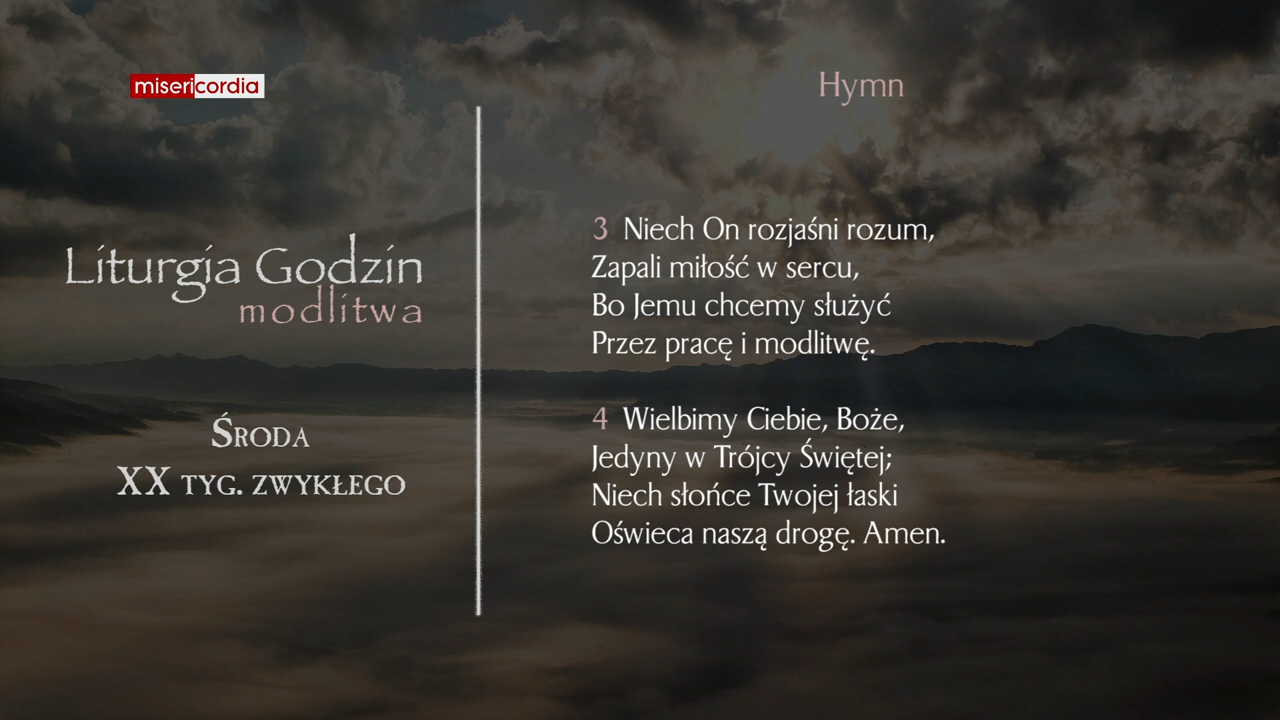 misericordia
Liturgia Godzin
modlitwa
Środa
XX tyg. zwykłego
Hymn
3 Niech On rozjaśni rozum,
Zapali miłość w sercu,
Bo Jemu chcemy służyć
Przez pracę i modlitwę.
4 Wielbimy Ciebie, Boże,
Jedyny w Trójcy Świętej;
Niech słońce Twojej łaski
Oświeca naszą drogę. Amen.